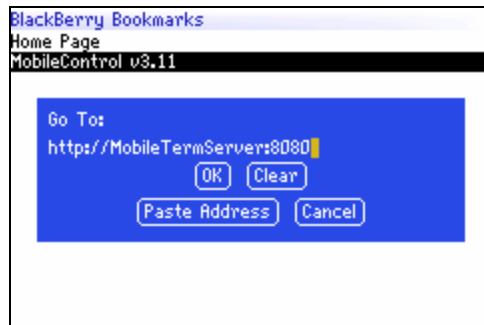 BlackBerry Bookmarks
Home Page
MobileControl v3.11
Go To:
http://MobileTermServer:8080
OK Clear
Paste Address Cancel